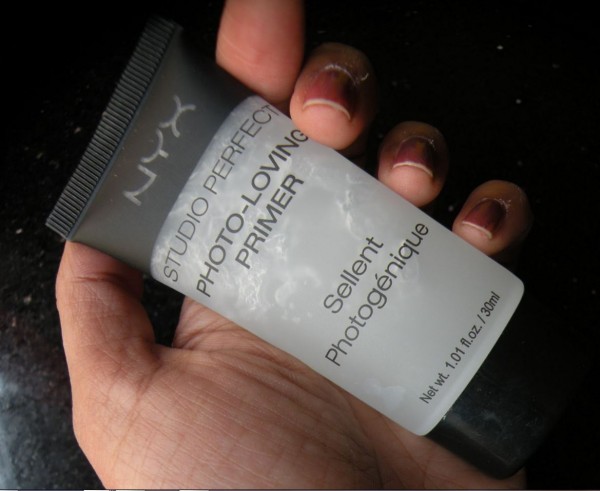 NYX
STUDIO PERFECT
PHOTO-LOVING
PRIMER
Sellent
Photogénique
Net wt. 1.01 fl.oz. / 30ml